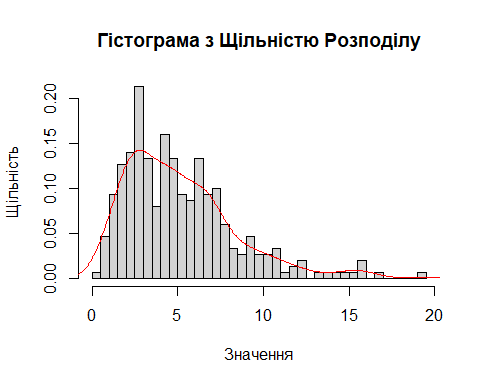 Гістограма з Щільністю Розподілу
Щільність
0.00 0.05 0.10 0.15 0.20
0 5 10 15 20
Значення